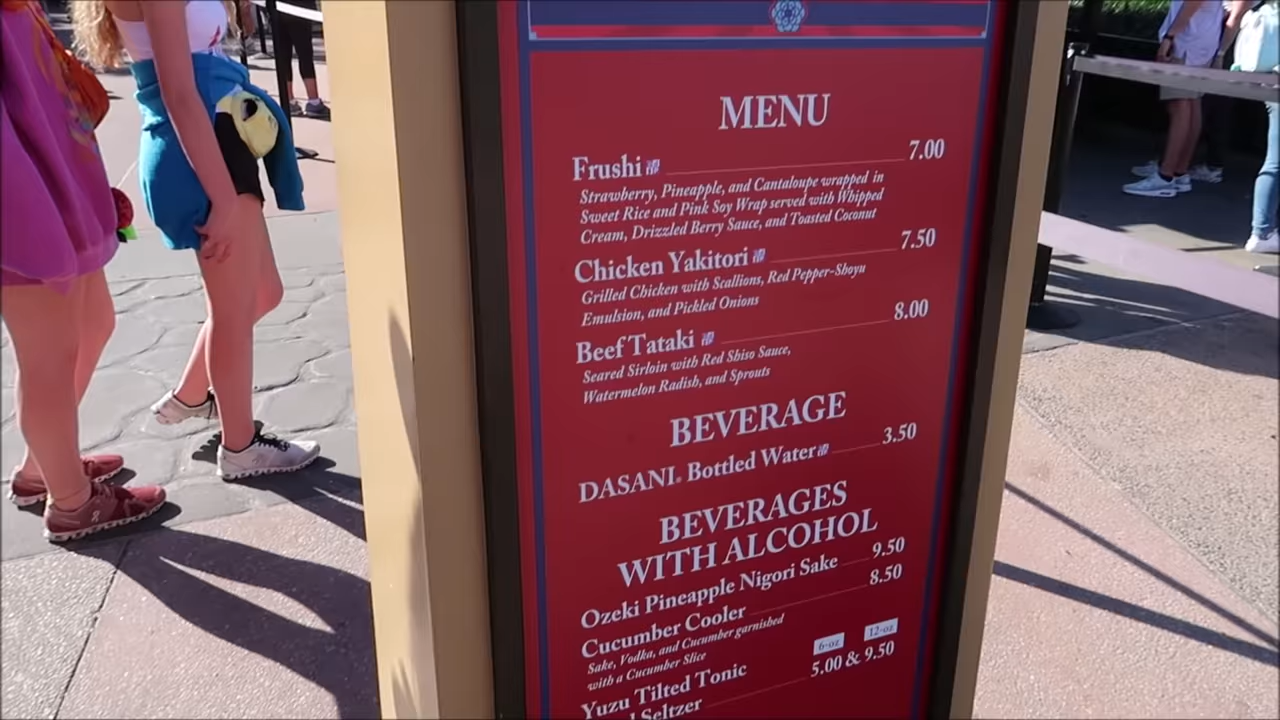 MENU
Frushi 7.00
Strawberry, Pineapple, and Cantaloupe wrapped in
Sweet Rice and Pink Soy Wrap served with Whipped
Cream, Drizzled Berry Sauce, and Toasted Coconut
Chicken Yakitori 7.50
Grilled Chicken with Scallions, Red Pepper-Shoyu
Emulsion, and Pickled Onions
Beef Tataki 8.00
Seared Sirloin with Red Shiso Sauce,
Watermelon Radish, and Sprouts
BEVERAGE
DASANI® Bottled Water 3.50
BEVERAGES
WITH ALCOHOL
Ozeki Pineapple Nigori Sake 9.50
Cucumber Cooler 8.50
Sake, Vodka, and Cucumber garnished
with a Cucumber Slice
6-oz 12-oz
Yuzu Tilted Tonic 5.00 & 9.50
Seltzer